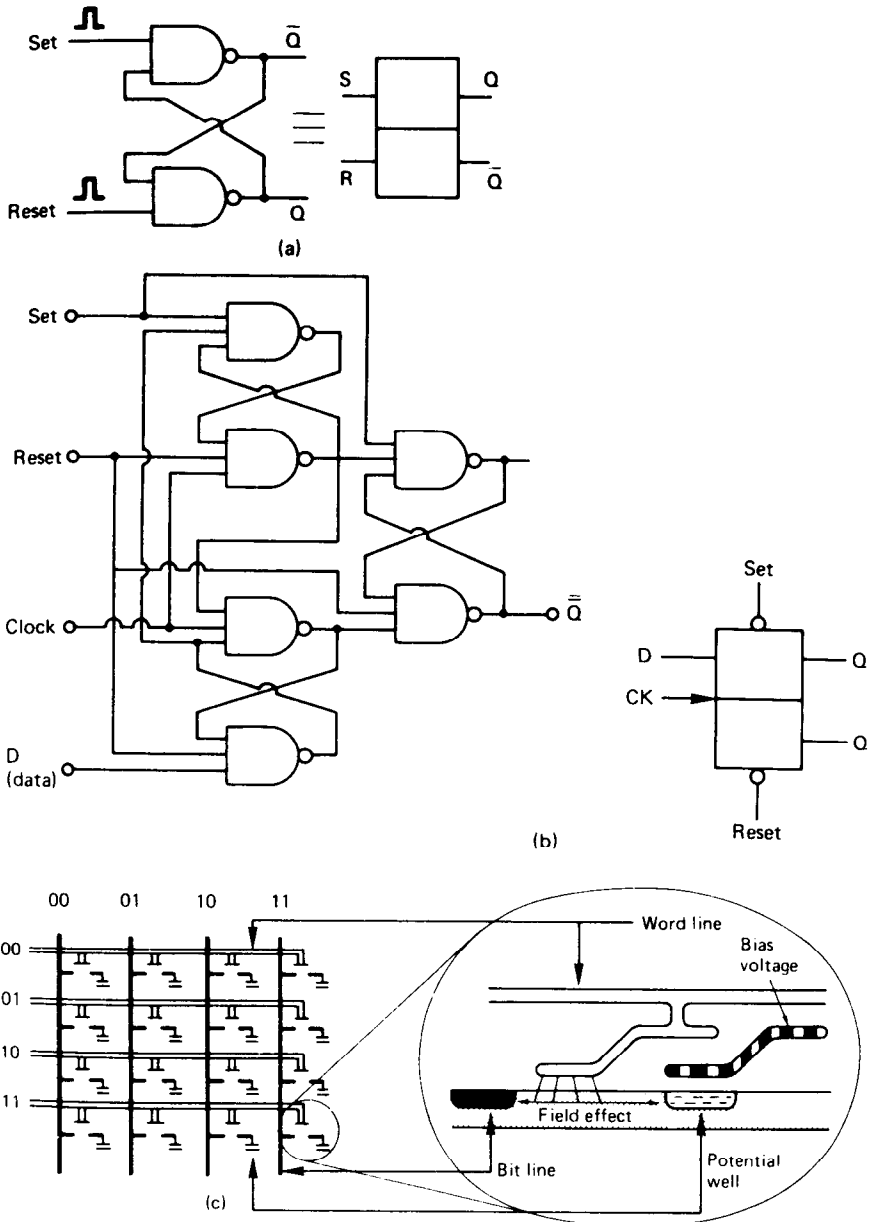 Set
Q̅
S
Q
R
Q̅
Reset
Q
(a)
Set
Reset
Clock
Q̿
D
(data)
Set
D
Q
CK
Q
Reset
(b)
00 01 10 11
00
01
10
11
Word line
Bias
voltage
Field effect
Bit line
Potential
well
(c)